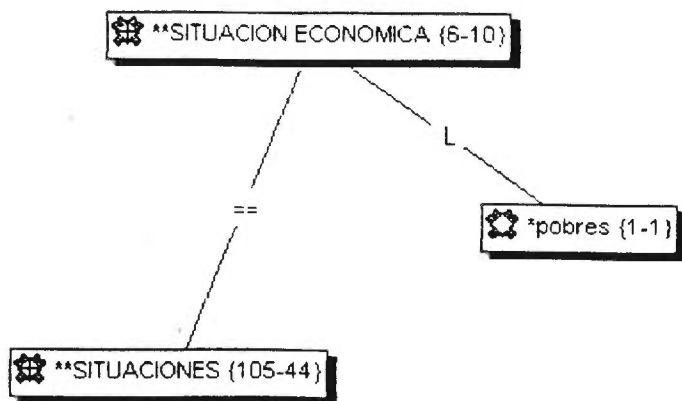 **SITUACION ECONOMICA {6-10}
L
==
*pobres {1-1}
**SITUACIONES {105-44}